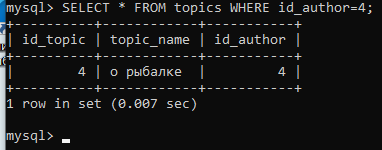 mysql> SELECT * FROM topics WHERE id_author=4;
+----------+------------+-----------+
| id_topic | topic_name | id_author |
+----------+------------+-----------+
|        4 | о рыбалке  |         4 |
+----------+------------+-----------+
1 row in set (0.007 sec)
mysql> _